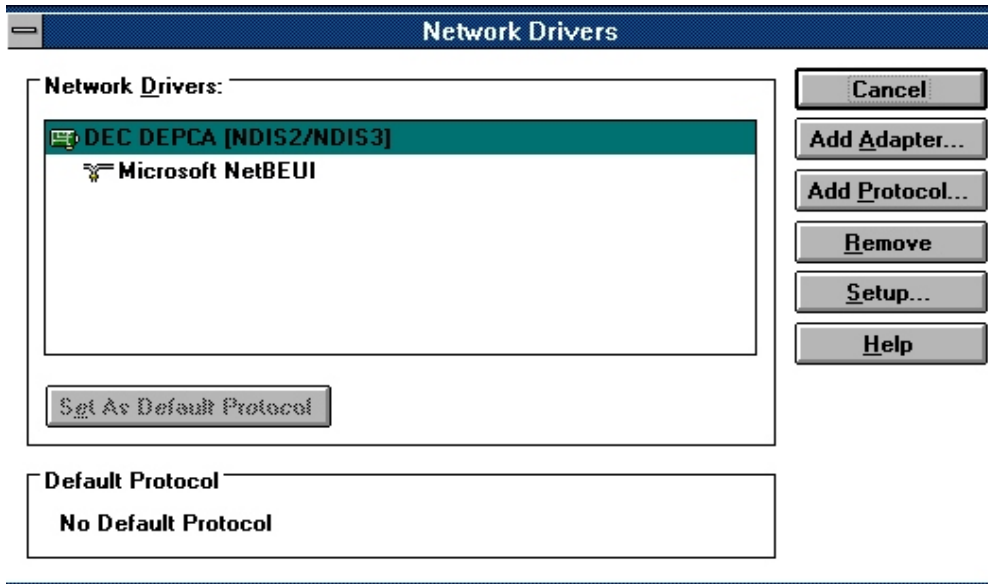 Network Drivers
Network Drivers:
DEC DEPCA [NDIS2/NDIS3]
Microsoft NetBEUI
Set As Default Protocol
Default Protocol
No Default Protocol
Cancel
Add Adapter...
Add Protocol...
Remove
Setup...
Help